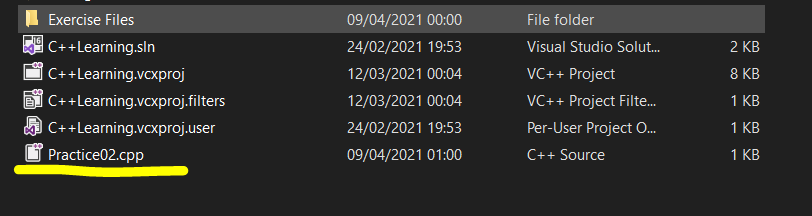 Exercise Files 09/04/2021 00:00 File folder
C++Learning.sln 24/02/2021 19:53 Visual Studio Solut... 2 KB
C++Learning.vcxproj 12/03/2021 00:04 VC++ Project 8 KB
C++Learning.vcxproj.filters 12/03/2021 00:04 VC++ Project Filte... 1 KB
C++Learning.vcxproj.user 24/02/2021 19:53 Per-User Project O... 1 KB
Practice02.cpp 09/04/2021 01:00 C++ Source 1 KB